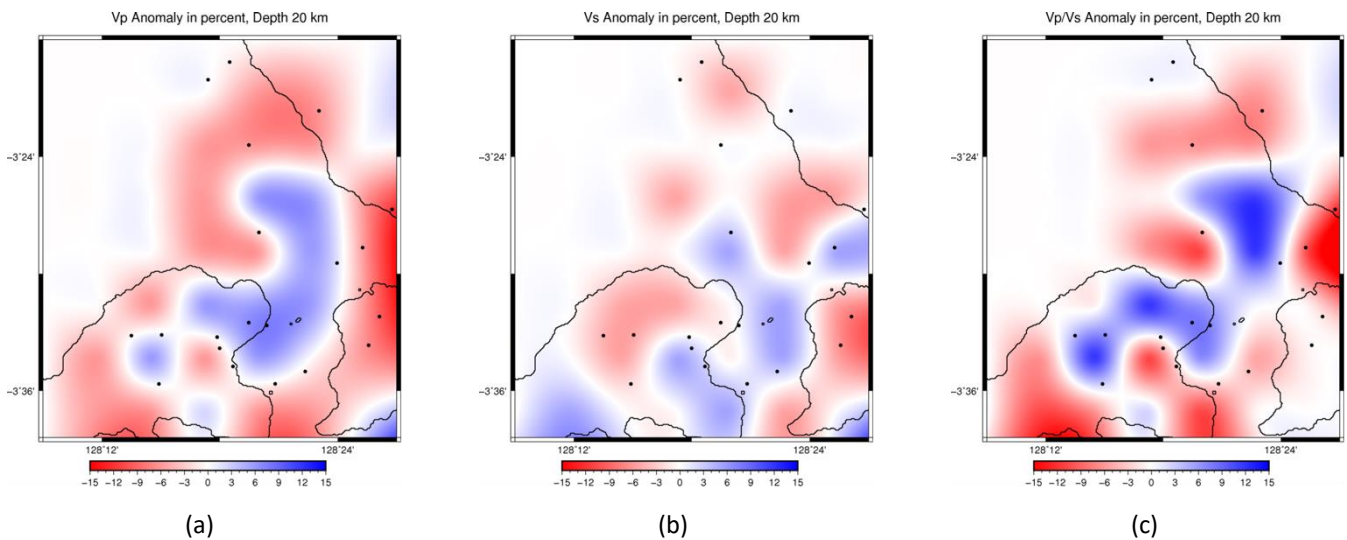 Vp Anomaly in percent, Depth 20 km
-3°24'
-3°36'
128°12' 128°24'
-15 -12 -9 -6 -3 0 3 6 9 12 15
(a)
Vs Anomaly in percent, Depth 20 km
-3°24'
-3°36'
128°12' 128°24'
-15 -12 -9 -6 -3 0 3 6 9 12 15
(b)
Vp/Vs Anomaly in percent, Depth 20 km
-3°24'
-3°36'
128°12' 128°24'
-15 -12 -9 -6 -3 0 3 6 9 12 15
(c)